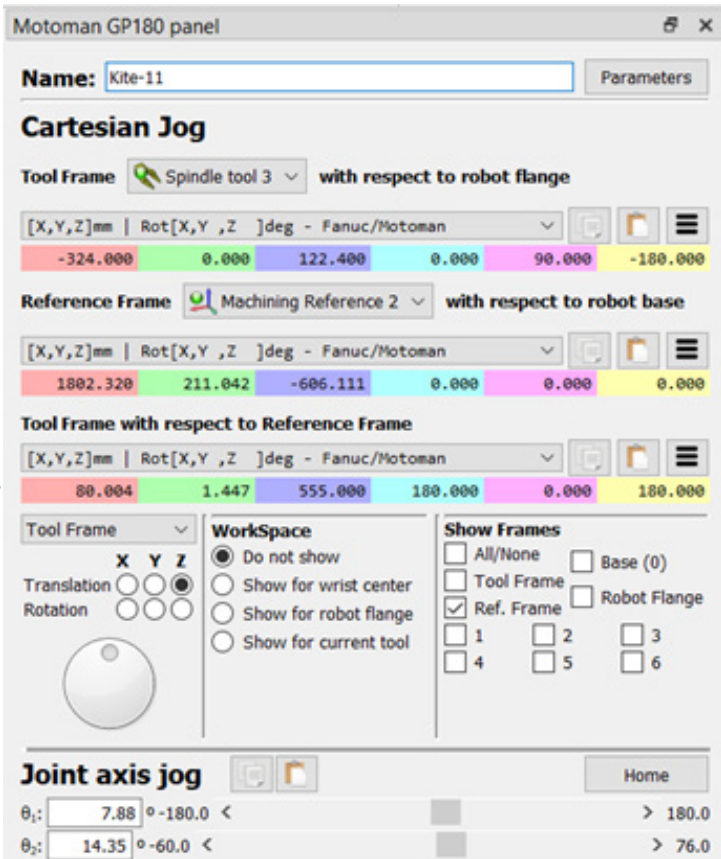 Motoman GP180 panel
Name: Kite-11 Parameters
Cartesian Jog
Tool Frame Spindle tool 3 with respect to robot flange
[X,Y,Z]mm | Rot[X,Y ,Z ]deg - Fanuc/Motoman
-324.000 0.000 122.400 0.000 90.000 -180.000
Reference Frame Machining Reference 2 with respect to robot base
[X,Y,Z]mm | Rot[X,Y ,Z ]deg - Fanuc/Motoman
1802.320 211.042 -606.111 0.000 0.000 0.000
Tool Frame with respect to Reference Frame
[X,Y,Z]mm | Rot[X,Y ,Z ]deg - Fanuc/Motoman
80.004 1.447 555.000 180.000 0.000 180.000
Tool Frame
X Y Z
Translation
Rotation
WorkSpace
Do not show
Show for wrist center
Show for robot flange
Show for current tool
Show Frames
All/None Base (0)
Tool Frame
Ref. Frame Robot Flange
1 2 3
4 5 6
Joint axis jog Home
θ₁: 7.88 º -180.0 < > 180.0
θ₂: 14.35 º -60.0 < > 76.0